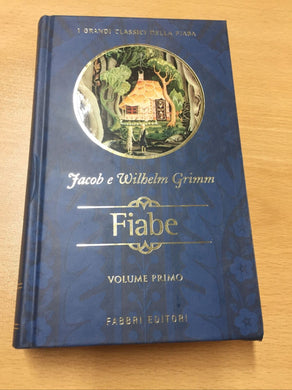 I GRANDI CLASSICI DELLA FIABA
Jacob e Wilhelm Grimm
Fiabe
VOLUME PRIMO
FABBRI EDITORI